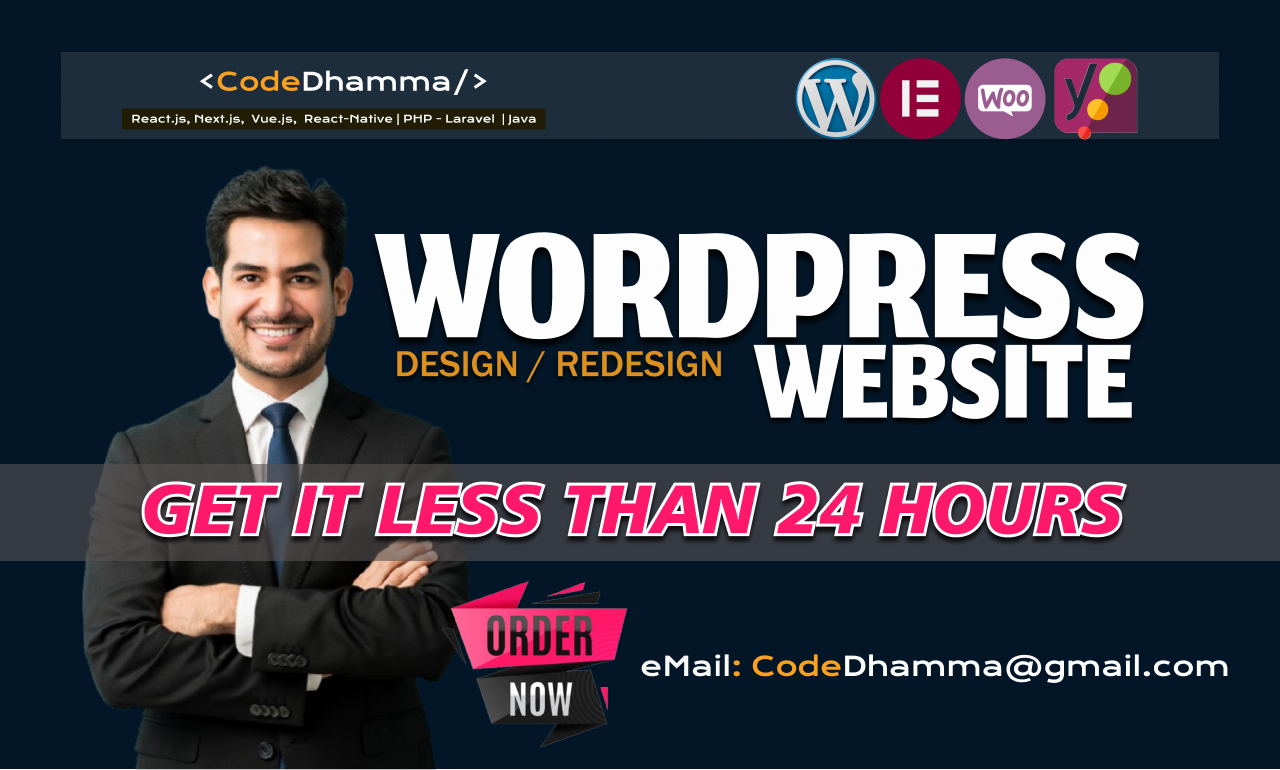 <CodeDhamma/>
React.js, Next.js, Vue.js, React-Native | PHP - Laravel | Java
W
WOO
y
WORDPRESS
DESIGN / REDESIGN
WEBSITE
GET IT LESS THAN 24 HOURS
ORDER
NOW
eMail: CodeDhamma@gmail.com